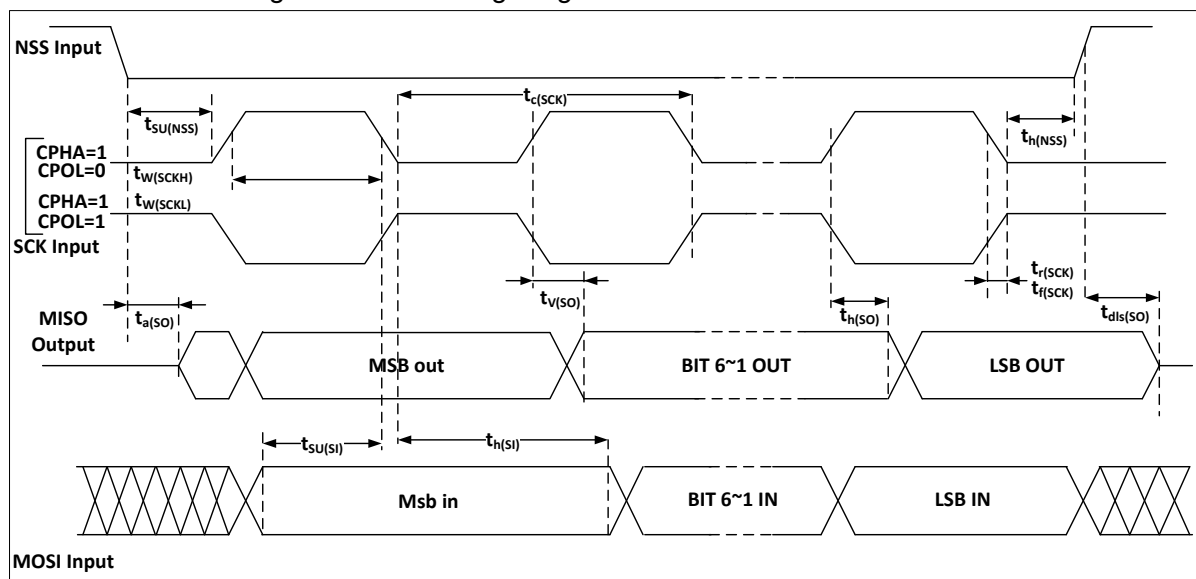 NSS Input
tc(SCK)
tSU(NSS)
th(NSS)
CPHA=1
CPOL=0
tW(SCKH)
CPHA=1
CPOL=1
tW(SCKL)
SCK Input
tr(SCK)
tf(SCK)
ta(SO)
tV(SO)
th(SO)
tdis(SO)
MISO
Output
MSB out
BIT 6~1 OUT
LSB OUT
tSU(SI)
th(SI)
Msb in
BIT 6~1 IN
LSB IN
MOSI Input